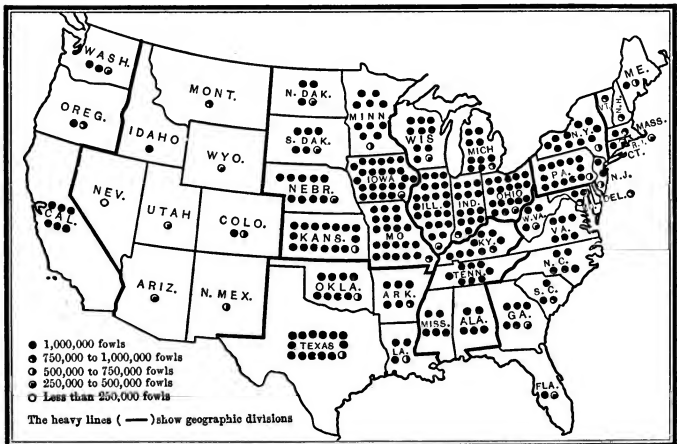 WASH.
OREG.
CAL.
IDAHO
NEV.
MONT.
WYO.
UTAH
COLO.
ARIZ.
N. MEX.
N. DAK.
S. DAK.
NEBR.
KANS.
OKLA.
TEXAS
MINN
IOWA
MO
ARK.
LA.
WIS
ILL.
MICH
IND.
OHIO
KY.
TENN.
MISS.
ALA.
GA.
FLA.
S. C.
N. C.
VA.
W. VA.
PA.
N.Y.
ME.
VT.
N.H.
MASS.
R.I.
CT.
N.J.
DEL.
1,000,000 fowls
750,000 to 1,000,000 fowls
500,000 to 750,000 fowls
250,000 to 500,000 fowls
Less than 250,000 fowls
The heavy lines ( — ) show geographic divisions